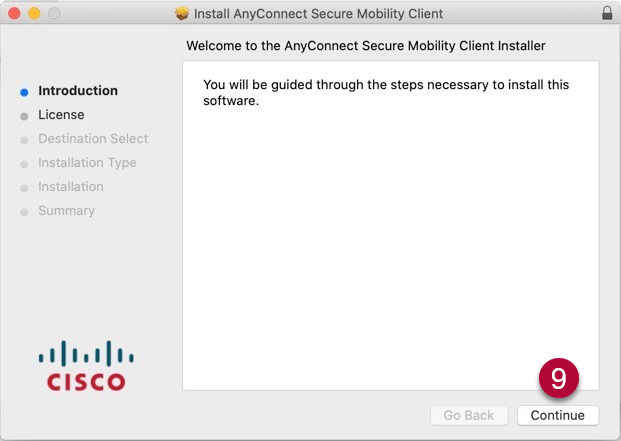 Install AnyConnect Secure Mobility Client
Welcome to the AnyConnect Secure Mobility Client Installer
Introduction
License
Destination Select
Installation Type
Installation
Summary
You will be guided through the steps necessary to install this
software.
CISCO
9
Go Back
Continue